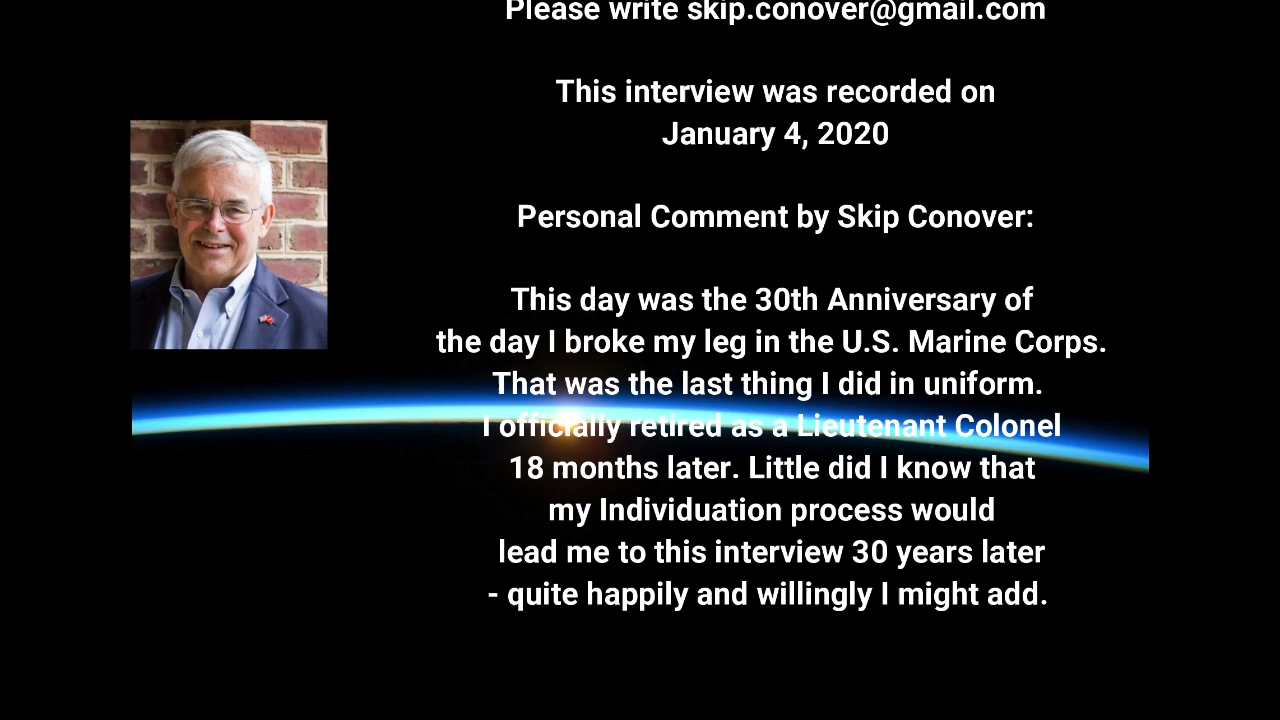 Please write skip.conover@gmail.com
This interview was recorded on
January 4, 2020
Personal Comment by Skip Conover:
This day was the 30th Anniversary of
the day I broke my leg in the U.S. Marine Corps.
That was the last thing I did in uniform.
I officially retired as a Lieutenant Colonel
18 months later. Little did I know that
my Individuation process would
lead me to this interview 30 years later
- quite happily and willingly I might add.